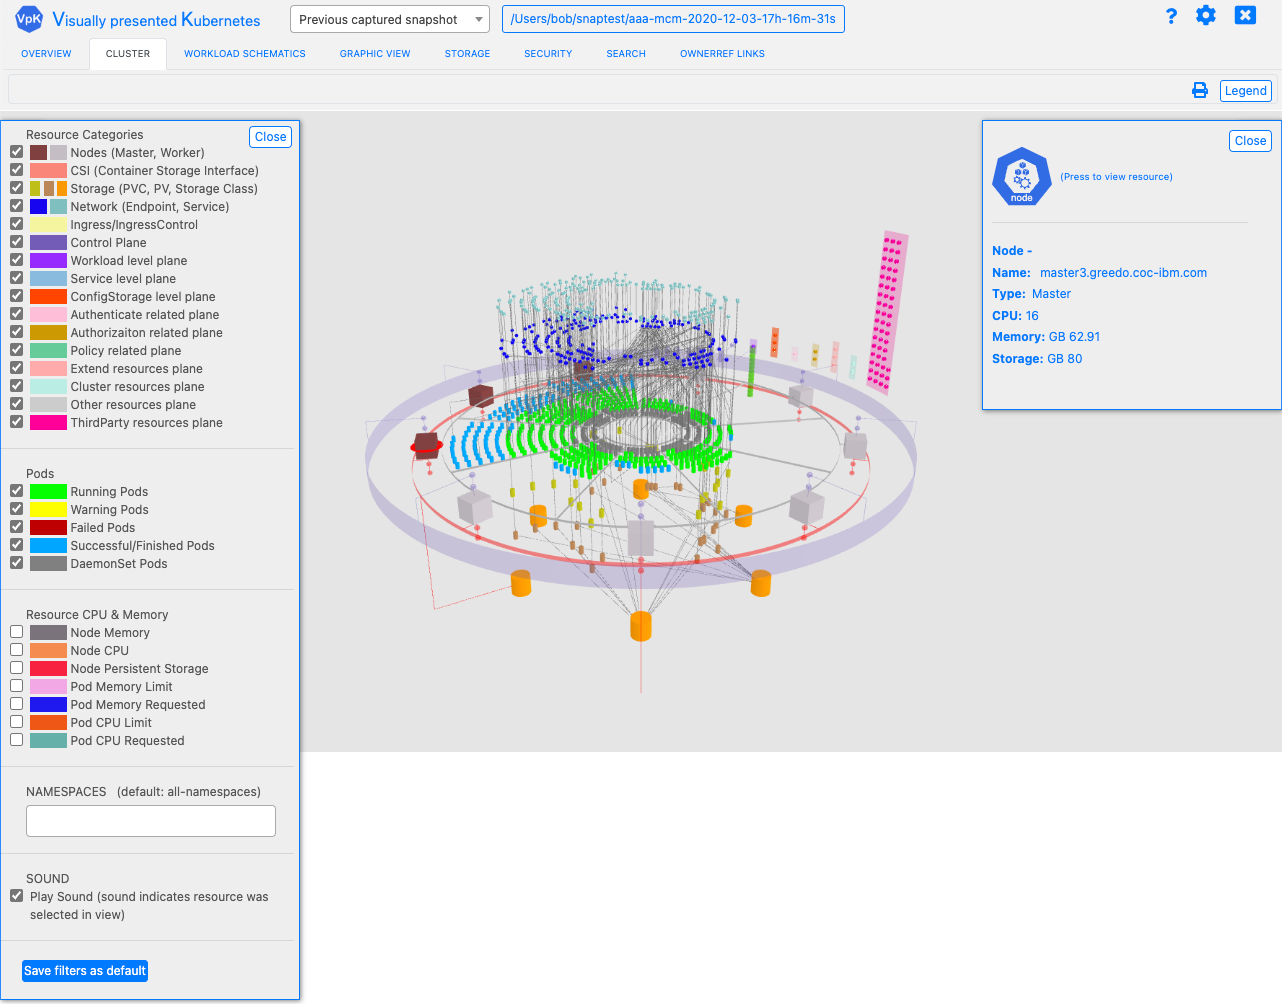 VpK Visually presented Kubernetes
Previous captured snapshot
/Users/bob/snaptest/aaa-mcm-2020-12-03-17h-16m-31s
?
OVERVIEW CLUSTER WORKLOAD SCHEMATICS GRAPHIC VIEW STORAGE SECURITY SEARCH OWNERREF LINKS
Legend
Resource Categories
Close
Nodes (Master, Worker)
CSI (Container Storage Interface)
Storage (PVC, PV, Storage Class)
Network (Endpoint, Service)
Ingress/IngressControl
Control Plane
Workload level plane
Service level plane
ConfigStorage level plane
Authenticate related plane
Authorizaiton related plane
Policy related plane
Extend resources plane
Cluster resources plane
Other resources plane
ThirdParty resources plane
Pods
Running Pods
Warning Pods
Failed Pods
Successful/Finished Pods
DaemonSet Pods
Resource CPU & Memory
Node Memory
Node CPU
Node Persistent Storage
Pod Memory Limit
Pod Memory Requested
Pod CPU Limit
Pod CPU Requested
NAMESPACES (default: all-namespaces)
SOUND
Play Sound (sound indicates resource was
selected in view)
Save filters as default
Close
node
(Press to view resource)
Node -
Name: master3.greedo.coc-ibm.com
Type: Master
CPU: 16
Memory: GB 62.91
Storage: GB 80